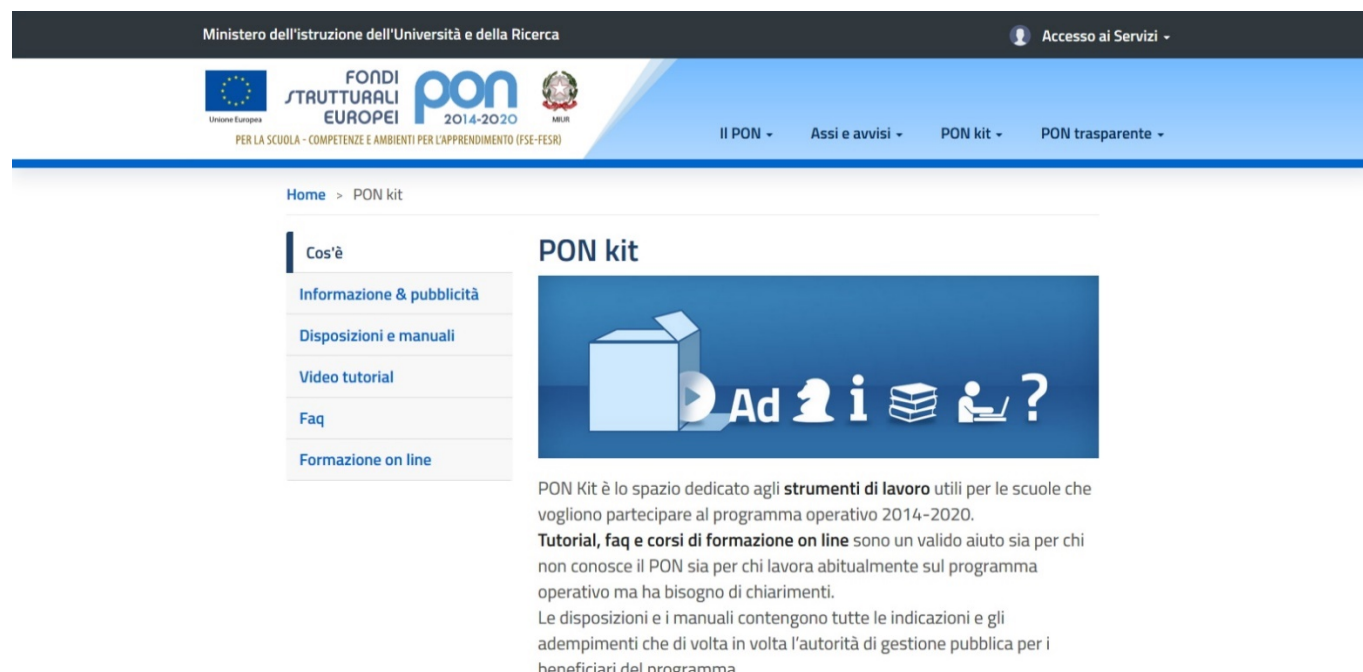 Ministero dell'istruzione dell'Università e della Ricerca
Accesso ai Servizi
Unione Europea
FONDI
STRUTTURALI
EUROPEI
pon
2014-2020
MIUR
PER LA SCUOLA - COMPETENZE E AMBIENTI PER L'APPRENDIMENTO (FSE-FESR)
Il PON
Assi e avvisi
PON kit
PON trasparente
Home > PON kit
Cos'è
Informazione & pubblicità
Disposizioni e manuali
Video tutorial
Faq
Formazione on line
PON kit
Ad i ?
PON Kit è lo spazio dedicato agli strumenti di lavoro utili per le scuole che
vogliono partecipare al programma operativo 2014-2020.
Tutorial, faq e corsi di formazione on line sono un valido aiuto sia per chi
non conosce il PON sia per chi lavora abitualmente sul programma
operativo ma ha bisogno di chiarimenti.
Le disposizioni e i manuali contengono tutte le indicazioni e gli
adempimenti che di volta in volta l’autorità di gestione pubblica per i
beneficiari del programma.